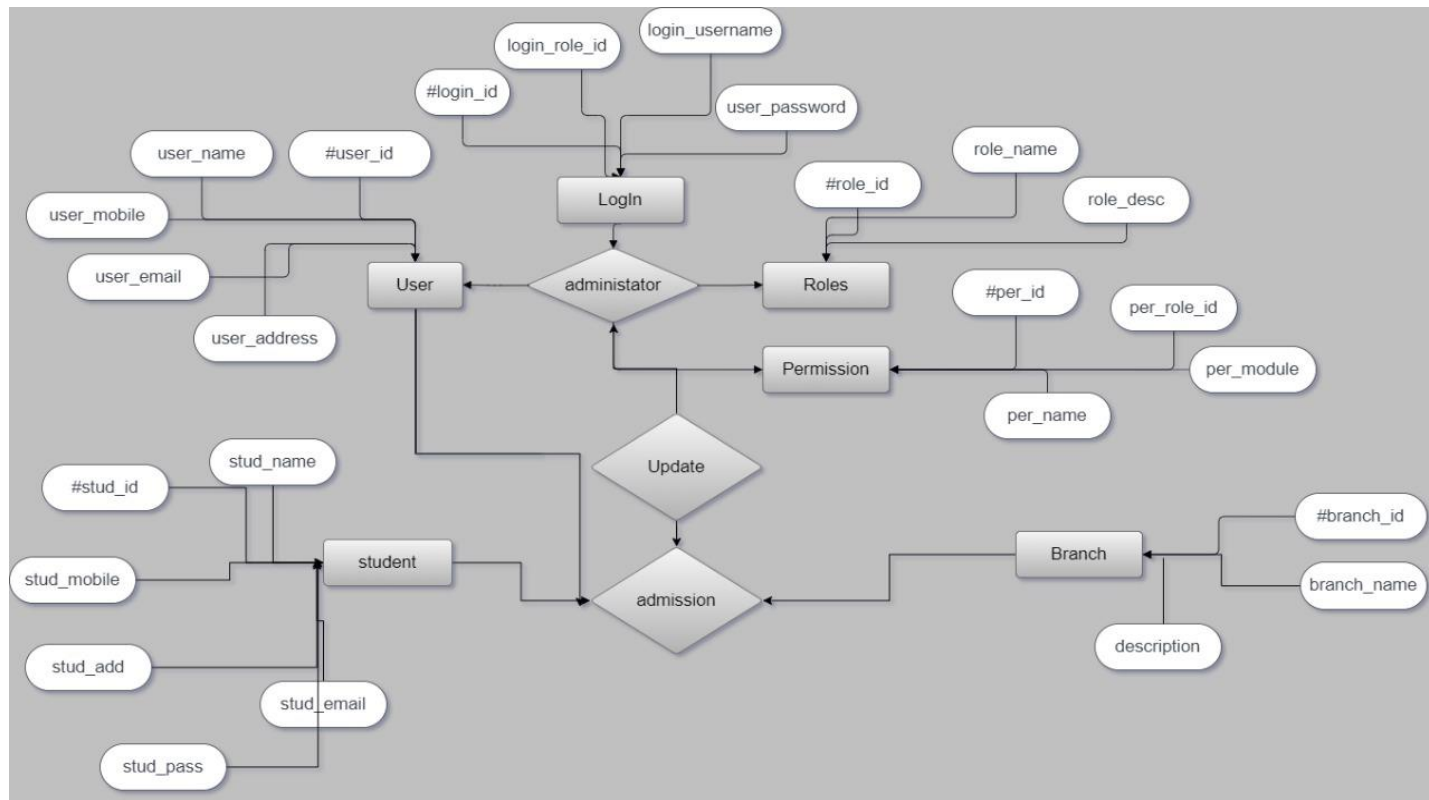 login_username
login_role_id
#login_id
user_password
user_name
#user_id
role_name
#role_id
role_desc
LogIn
user_mobile
user_email
User
administator
Roles
#per_id
per_role_id
user_address
Permission
per_module
per_name
stud_name
Update
#stud_id
#branch_id
student
Branch
stud_mobile
branch_name
admission
description
stud_add
stud_email
stud_pass